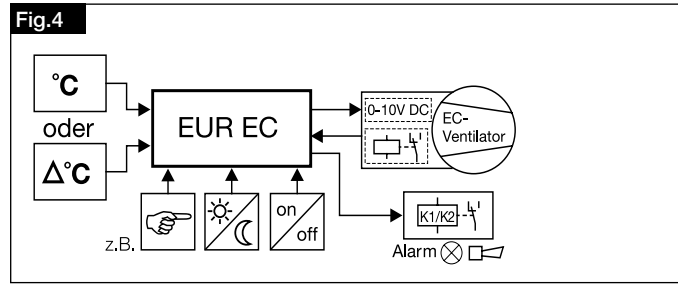 Fig.4
°C
oder
Δ°C
EUR EC
0-10V DC
EC-
Ventilator
z.B.
on
off
K1/K2
Alarm